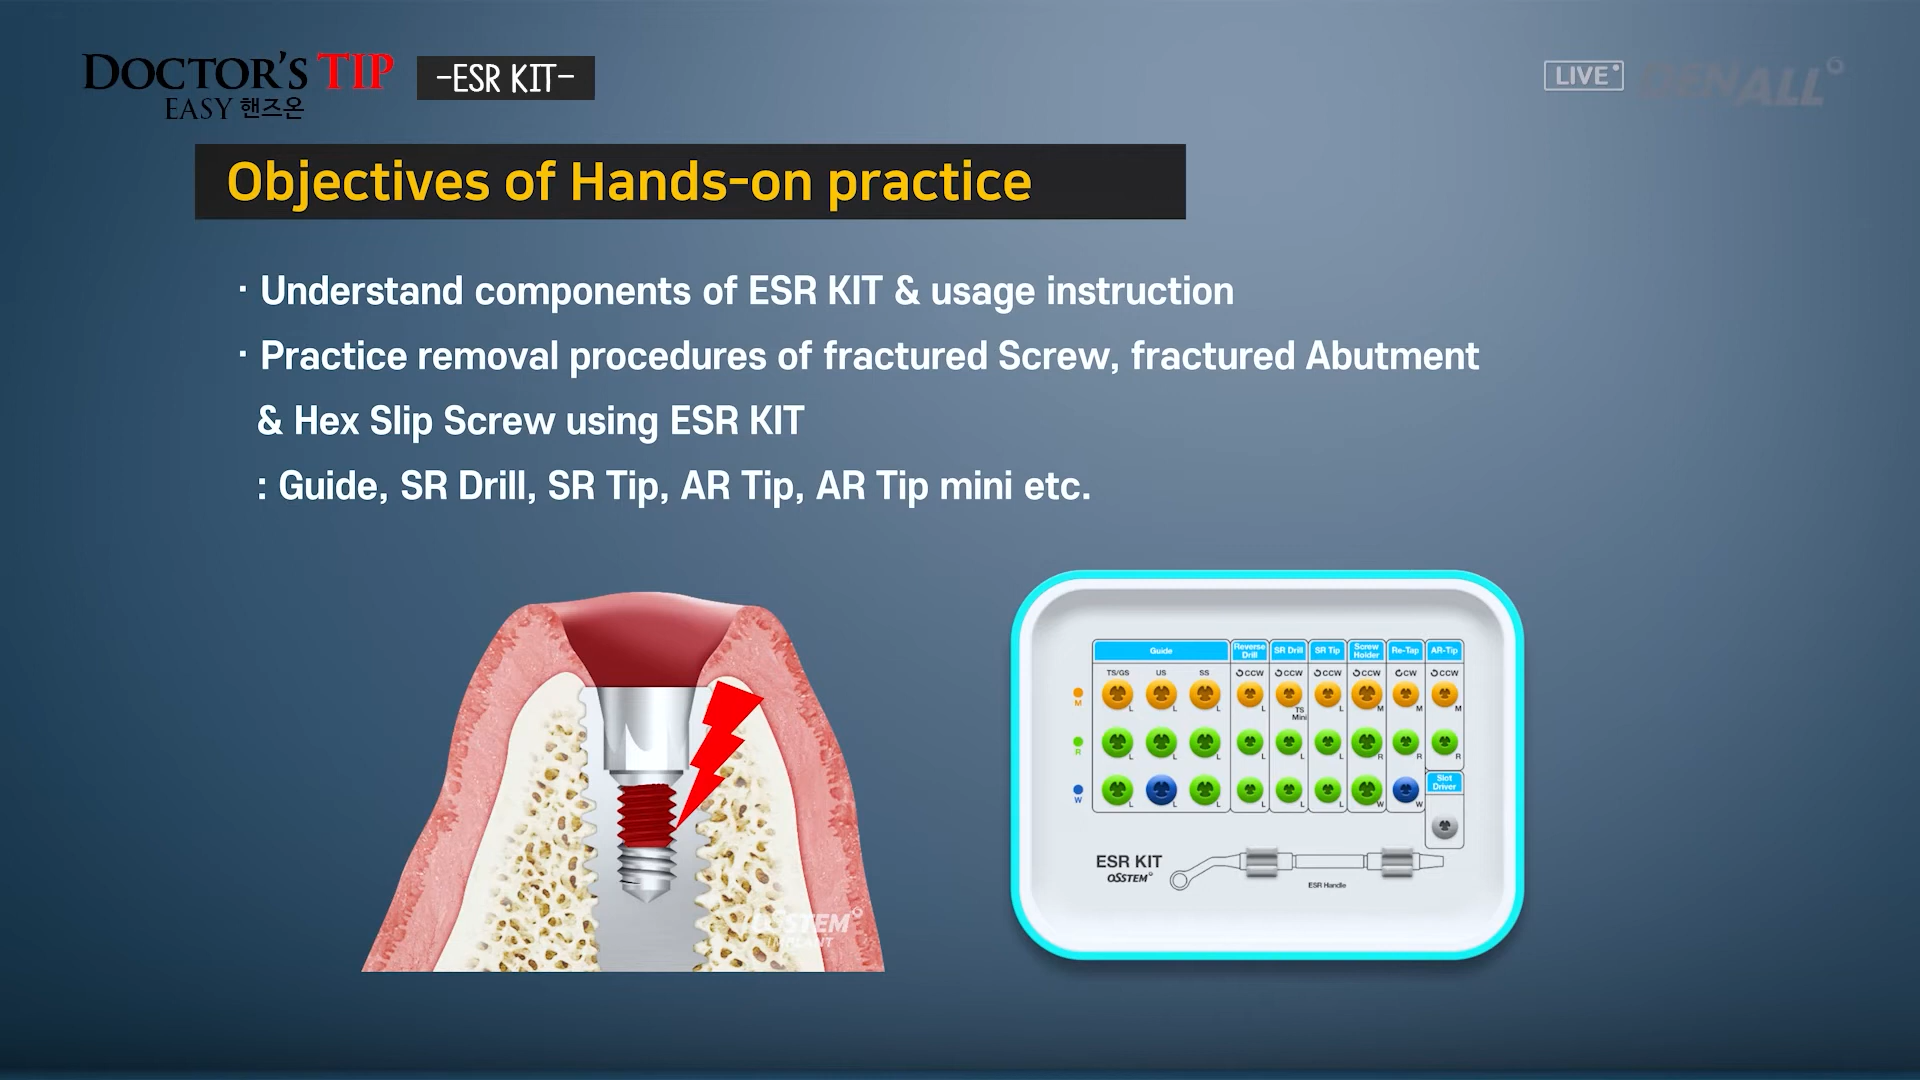 DOCTOR'S TIP
EASY 핸즈온
-ESR KIT-
LIVE
DENALL
Objectives of Hands-on practice
· Understand components of ESR KIT & usage instruction
· Practice removal procedures of fractured Screw, fractured Abutment
& Hex Slip Screw using ESR KIT
: Guide, SR Drill, SR Tip, AR Tip, AR Tip mini etc.
OSSTEM
IMPLANT
Guide
Reverse Drill
SR Drill
SR Tip
Screw Holder
Re-Tap
AR-Tip
TS/GS US SS CCW CCW CCW CCW CW CCW
M L L L L TS Mini L M M M
R L L L L L L R R R
W L L L L L L W W
Slot Driver
ESR KIT
OSSTEM
ESR Handle